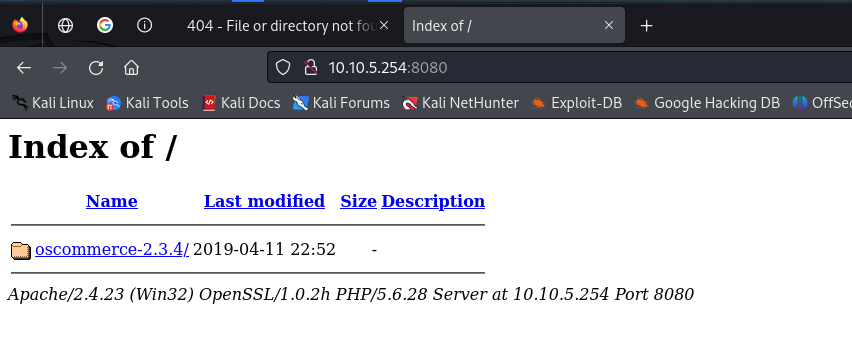 404 - File or directory not fou
Index of /
10.10.5.254:8080
Kali Linux
Kali Tools
Kali Docs
Kali Forums
Kali NetHunter
Exploit-DB
Google Hacking DB
OffSec
Index of /
Name Last modified Size Description
oscommerce-2.3.4/ 2019-04-11 22:52 -
Apache/2.4.23 (Win32) OpenSSL/1.0.2h PHP/5.6.28 Server at 10.10.5.254 Port 8080